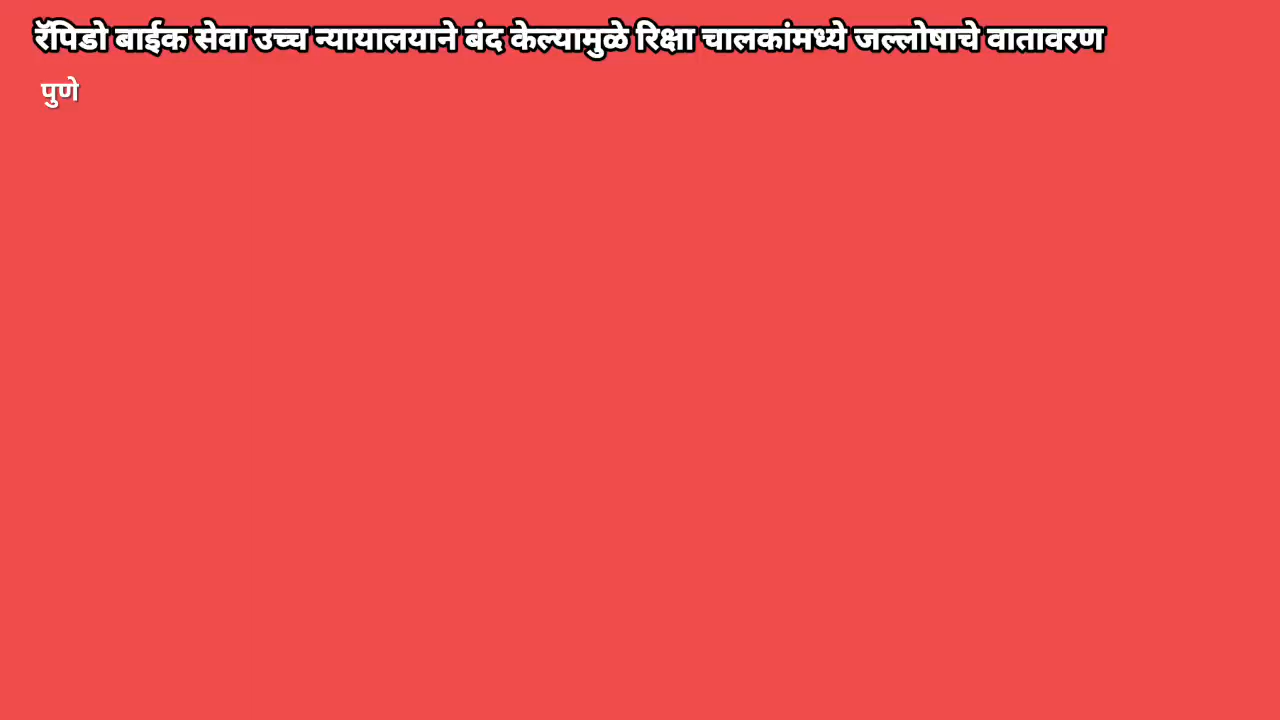 रॅपिडो बाईक सेवा उच्च न्यायालयाने बंद केल्यामुळे रिक्षा चालकांमध्ये जल्लोषाचे वातावरण
पुणे